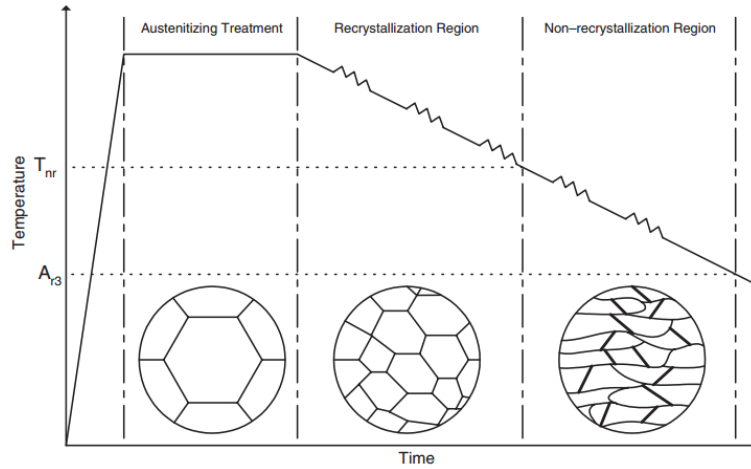 Austenitizing Treatment
Recrystallization Region
Non–recrystallization Region
Temperature
Tnr
Ar3
Time